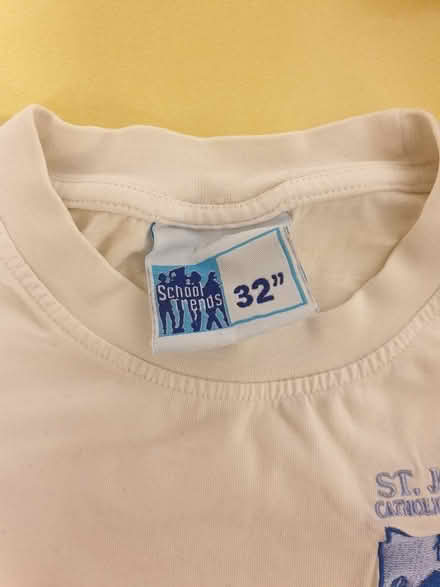 School
Trends
32”
ST. J
CATHOLIC